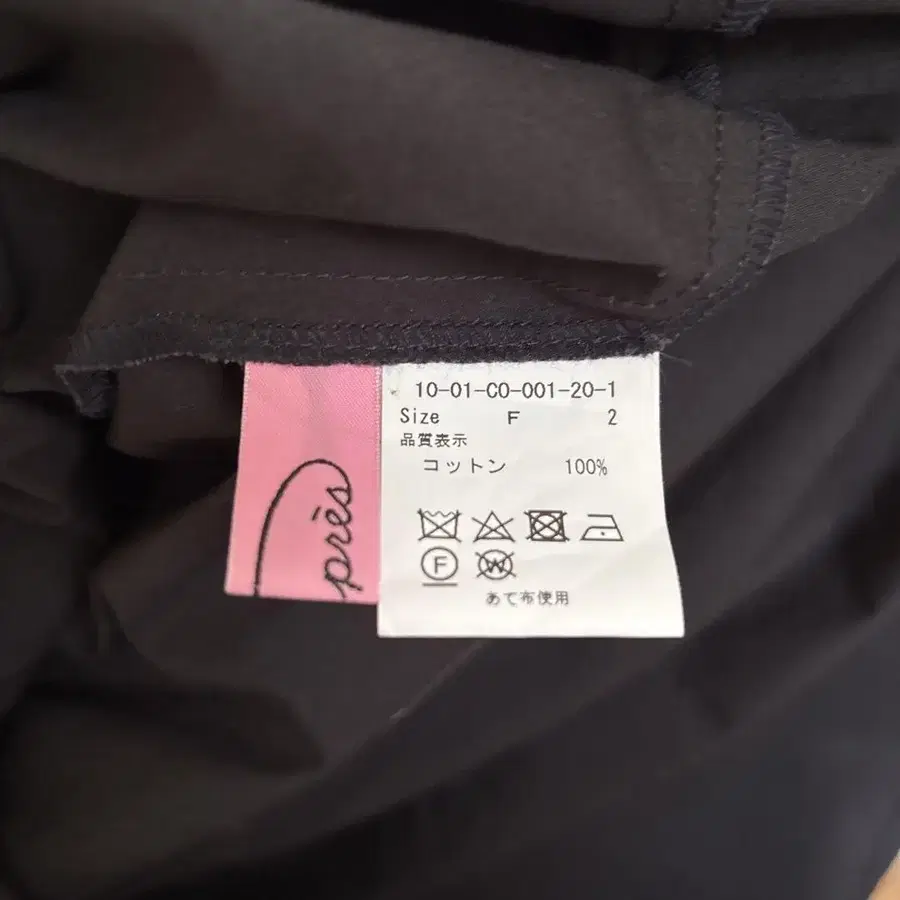 près
10-01-CO-001-20-1
Size F 2
品質表示
コットン 100%
F W
あて布使用